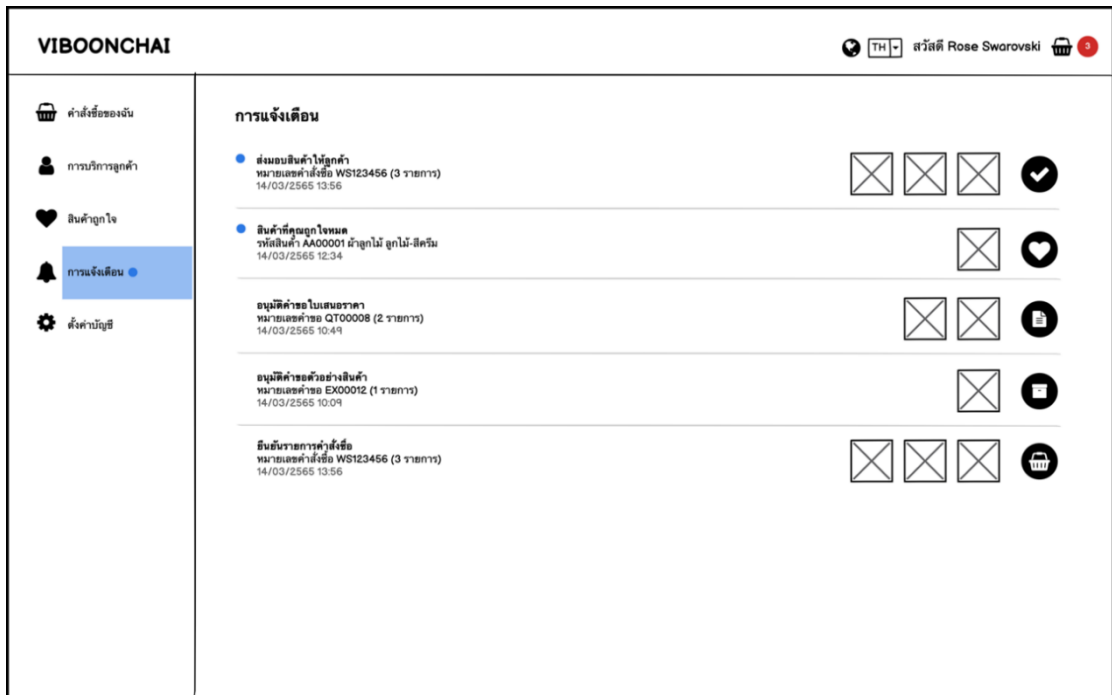 VIBOONCHAI
TH
สวัสดี Rose Swarovski
3
คำสั่งซื้อของฉัน
การบริการลูกค้า
สินค้าถูกใจ
การแจ้งเตือน
ตั้งค่าบัญชี
การแจ้งเตือน
ส่งมอบสินค้าให้ลูกค้า
หมายเลขคำสั่งซื้อ WS123456 (3 รายการ)
14/03/2565 13:56
สินค้าที่คุณถูกใจหมด
รหัสสินค้า AA00001 ผ้าลูกไม้ ลูกไม้-สีครีม
14/03/2565 12:34
อนุมัติคำขอใบเสนอราคา
หมายเลขคำขอ QT00008 (2 รายการ)
14/03/2565 10:49
อนุมัติคำขอตัวอย่างสินค้า
หมายเลขคำขอ EX00012 (1 รายการ)
14/03/2565 10:09
ยืนยันรายการคำสั่งซื้อ
หมายเลขคำสั่งซื้อ WS123456 (3 รายการ)
14/03/2565 13:56